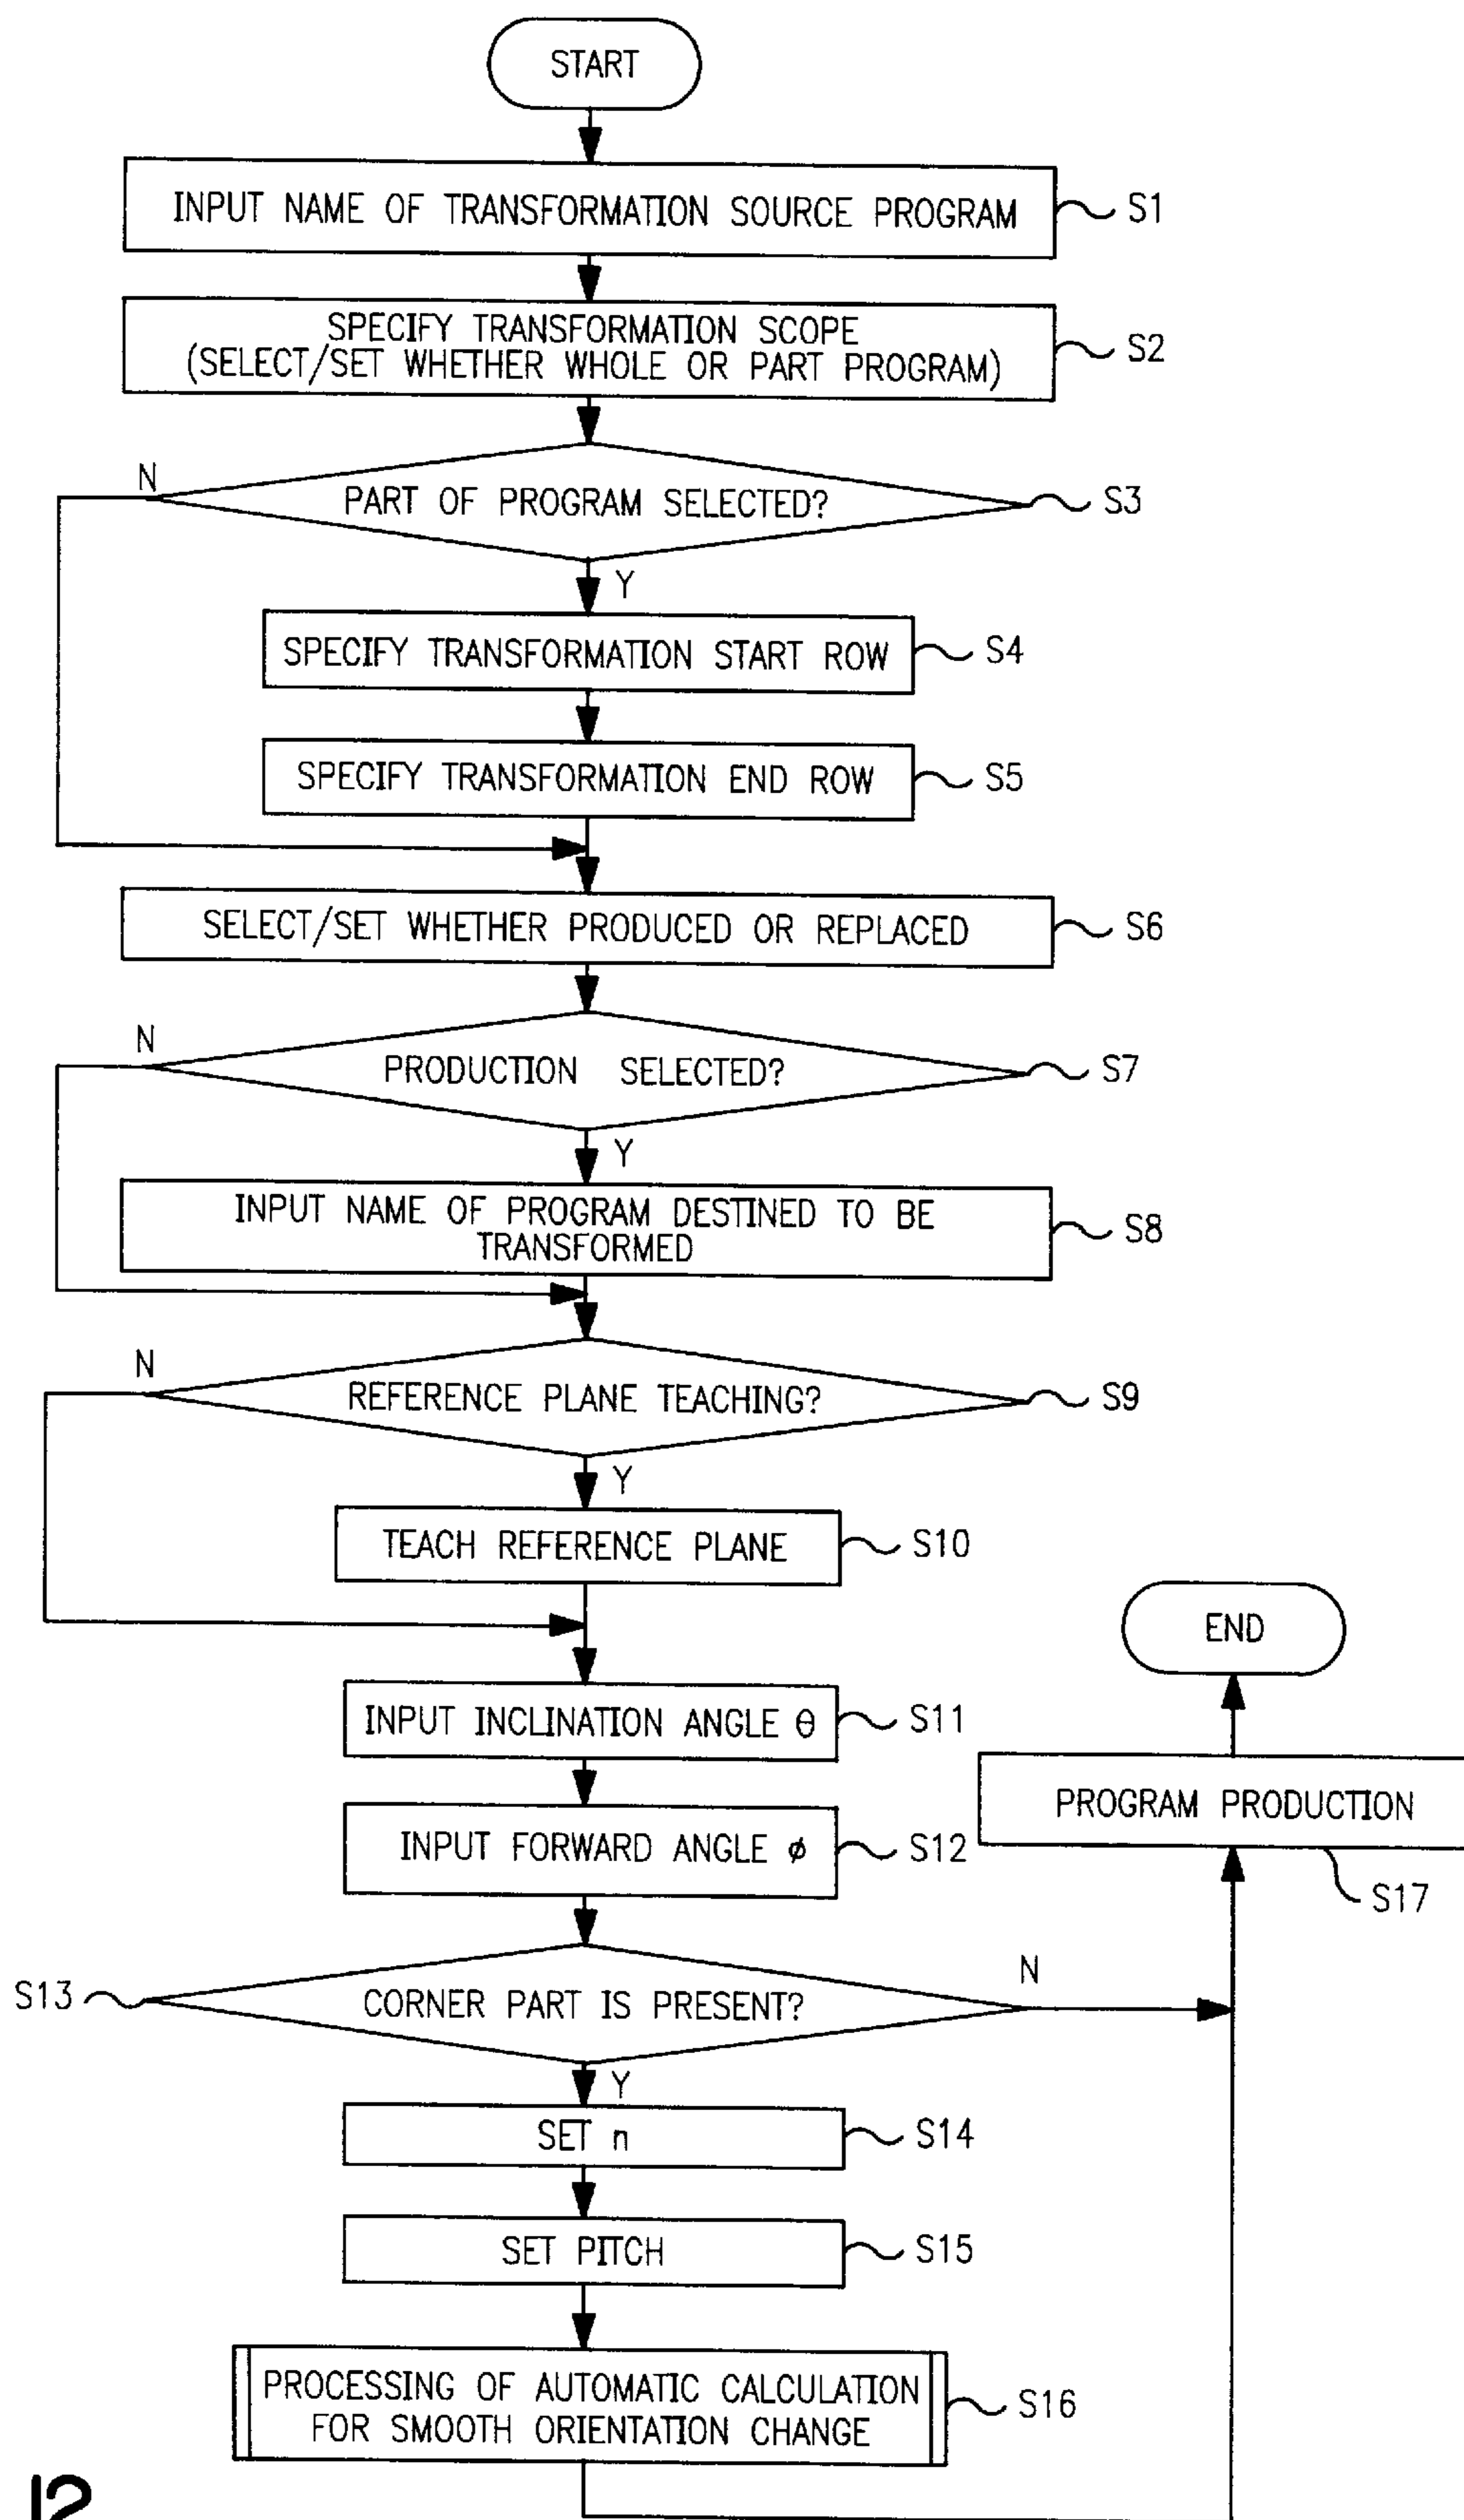 START
INPUT NAME OF TRANSFORMATION SOURCE PROGRAM
S1
SPECIFY TRANSFORMATION SCOPE
(SELECT/SET WHETHER WHOLE OR PART PROGRAM)
S2
N
PART OF PROGRAM SELECTED?
S3
Y
SPECIFY TRANSFORMATION START ROW
S4
SPECIFY TRANSFORMATION END ROW
S5
SELECT/SET WHETHER PRODUCED OR REPLACED
S6
N
PRODUCTION SELECTED?
S7
Y
INPUT NAME OF PROGRAM DESTINED TO BE
TRANSFORMED
S8
N
REFERENCE PLANE TEACHING?
S9
Y
TEACH REFERENCE PLANE
S10
END
INPUT INCLINATION ANGLE θ
S11
PROGRAM PRODUCTION
INPUT FORWARD ANGLE ϕ
S12
S17
S13
CORNER PART IS PRESENT?
N
Y
SET n
S14
SET PITCH
S15
PROCESSING OF AUTOMATIC CALCULATION
FOR SMOOTH ORIENTATION CHANGE
S16
12